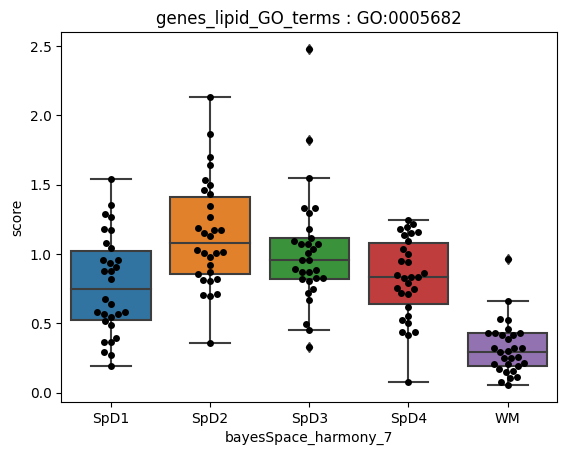 genes_lipid_GO_terms : GO:0005682
2.5
2.0
1.5
1.0
0.5
0.0
score
SpD1 SpD2 SpD3 SpD4 WM
bayesSpace_harmony_7